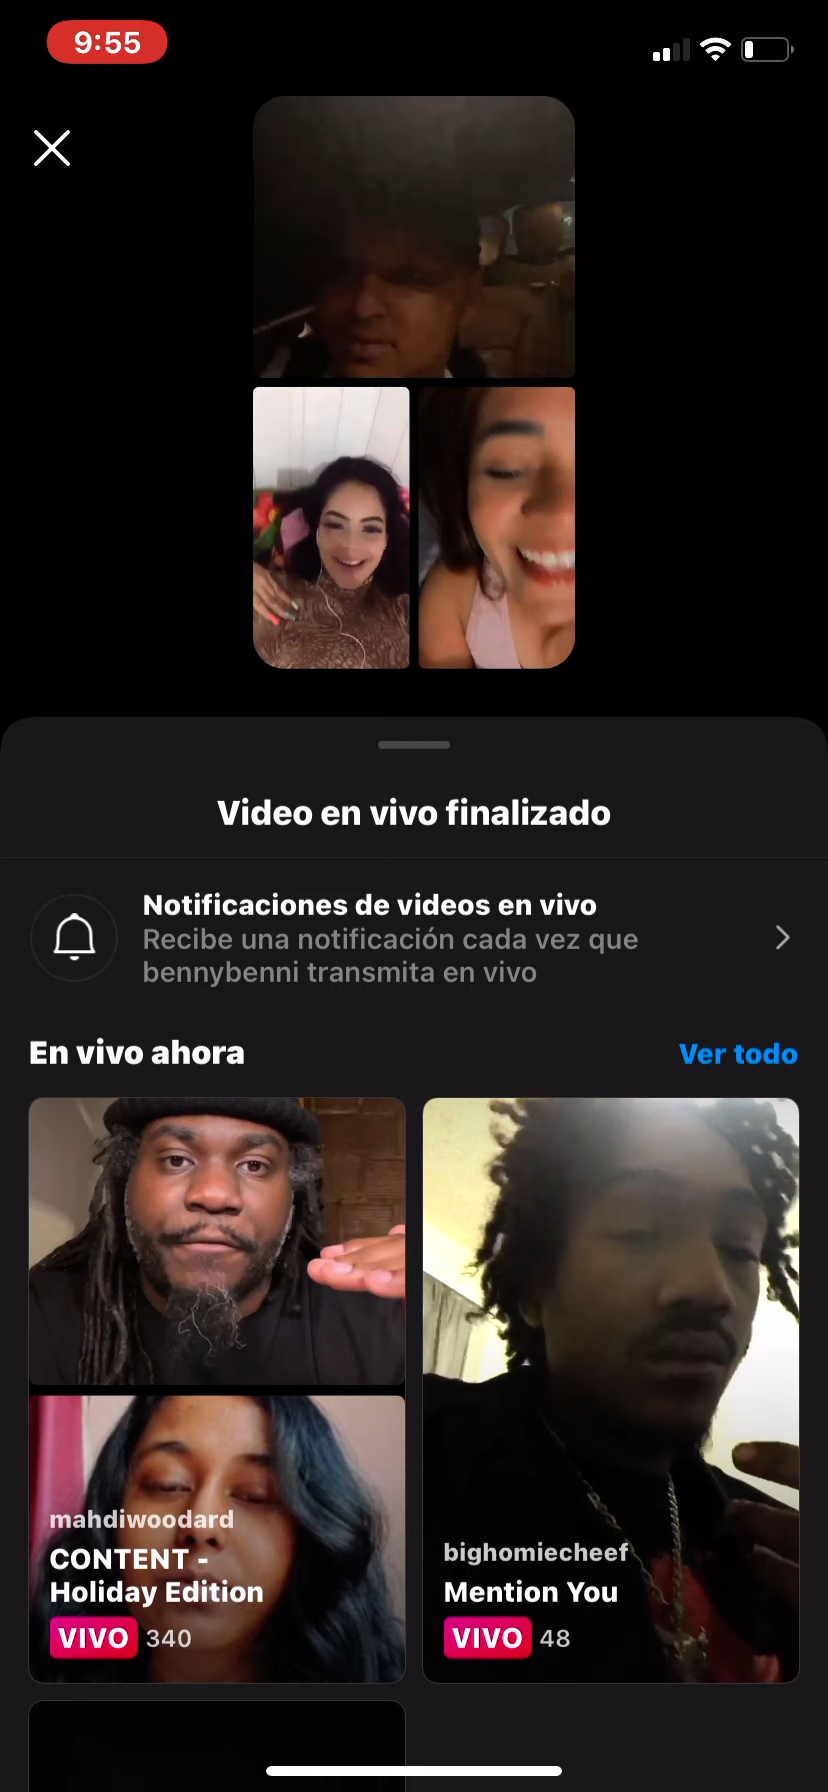 9:55
Video en vivo finalizado
Notificaciones de videos en vivo
Recibe una notificación cada vez que
bennybenni transmita en vivo
En vivo ahora
Ver todo
mahdiwoodard
CONTENT -
Holiday Edition
VIVO 340
bighomiecheef
Mention You
VIVO 48